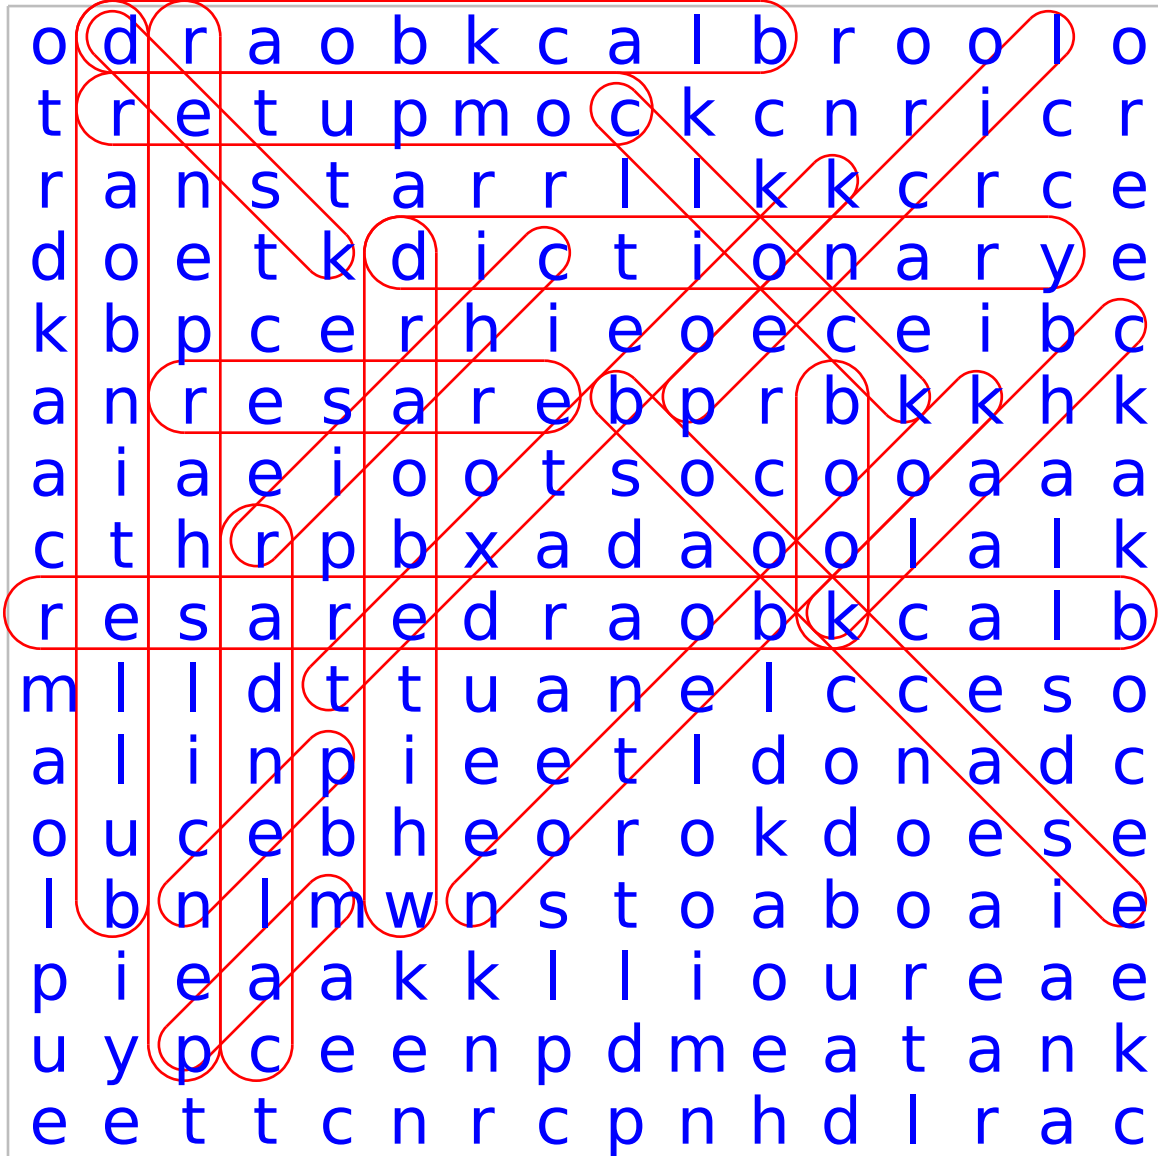 o d r a o b k c a l b r o o l o
t r e t u p m o c k c n r i c r
r a n s t a r r l l k k c r c e
d o e t k d i c t i o n a r y e
k b p c e r h i e o e c e i b c
a n r e s a r e b p r b k k h k
a i a e i o o t s o c o o a a a
c t h r p b x a d a o o l a l k
r e s a r e d r a o b k c a l b
m l l d t t u a n e l c c e s o
a l i n p i e e t l d o n a d c
o u c e b h e o r o k d o e s e
l b n l m w n s t o a b o a i e
p i e a a k k l l i o u r e a e
u y p c e e n p d m e a t a n k
e e t t c n r c p n h d l r a c